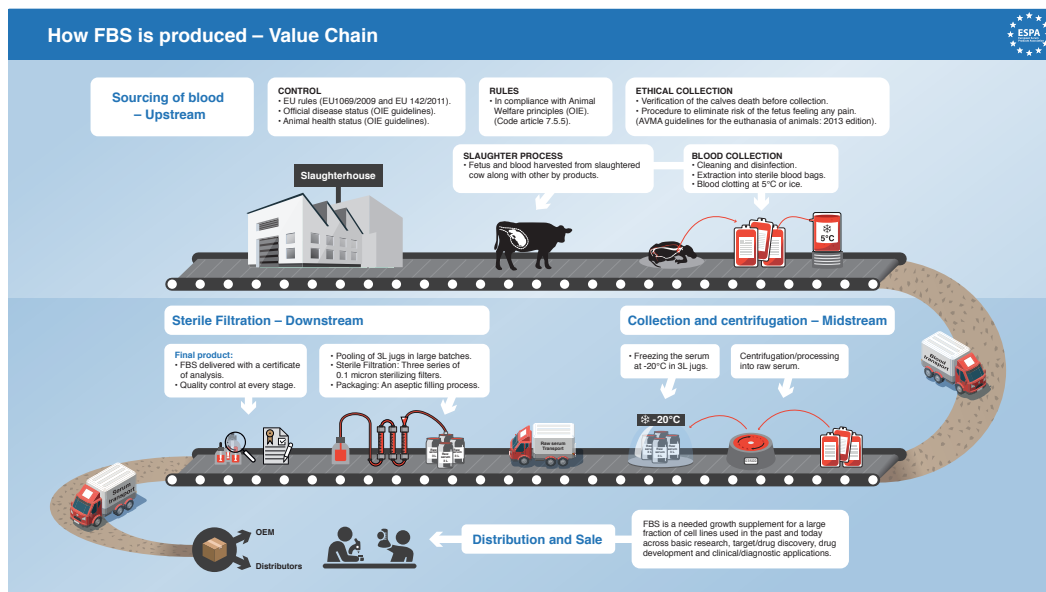 How FBS is produced – Value Chain
ESPA
Sourcing of blood
– Upstream
CONTROL
• EU rules (EU1069/2009 and EU 142/2011).
• Official disease status (OIE guidelines).
• Animal health status (OIE guidelines).
RULES
• In compliance with Animal
Welfare principles (OIE).
(Code article 7.5.5).
ETHICAL COLLECTION
• Verification of the calves death before collection.
• Procedure to eliminate risk of the fetus feeling any pain.
(AVMA guidelines for the euthanasia of animals: 2013 edition).
SLAUGHTER PROCESS
• Fetus and blood harvested from slaughtered
cow along with other by products.
BLOOD COLLECTION
• Cleaning and disinfection.
• Extraction into sterile blood bags.
• Blood clotting at 5°C or ice.
Slaughterhouse
5°C
Blood
transport
Sterile Filtration – Downstream
Collection and centrifugation – Midstream
Final product:
• FBS delivered with a certificate
of analysis.
• Quality control at every stage.
• Pooling of 3L jugs in large batches.
• Sterile Filtration: Three series of
0.1 micron sterilizing filters.
• Packaging: An aseptic filling process.
• Freezing the serum
at -20°C in 3L jugs.
Centrifugation/processing
into raw serum.
-20°C
Raw serum
transport
Serum
transport
OEM
Distributors
Distribution and Sale
FBS is a needed growth supplement for a large
fraction of cell lines used in the past and today
across basic research, target/drug discovery, drug
development and clinical/diagnostic applications.